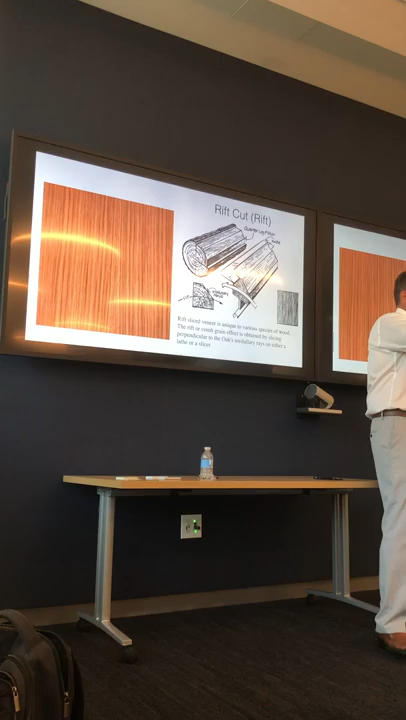 Rift Cut (Rift)
Rift sliced veneer is unique to various species of wood.
The rift or comb grain effect is obtained by slicing
perpendicular to the Oak's medullary rays on either a
lathe or a slicer